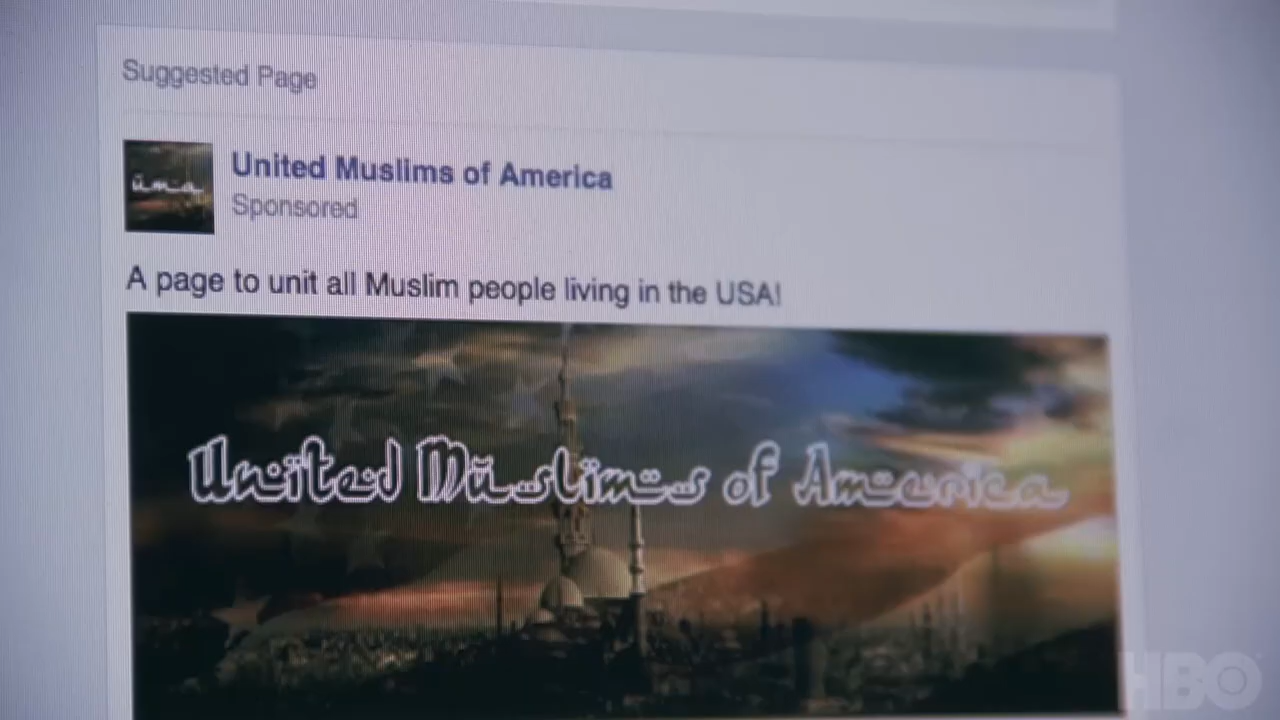 Suggested Page
uma
United Muslims of America
Sponsored
A page to unit all Muslim people living in the USA!
United Muslims of America
HBO